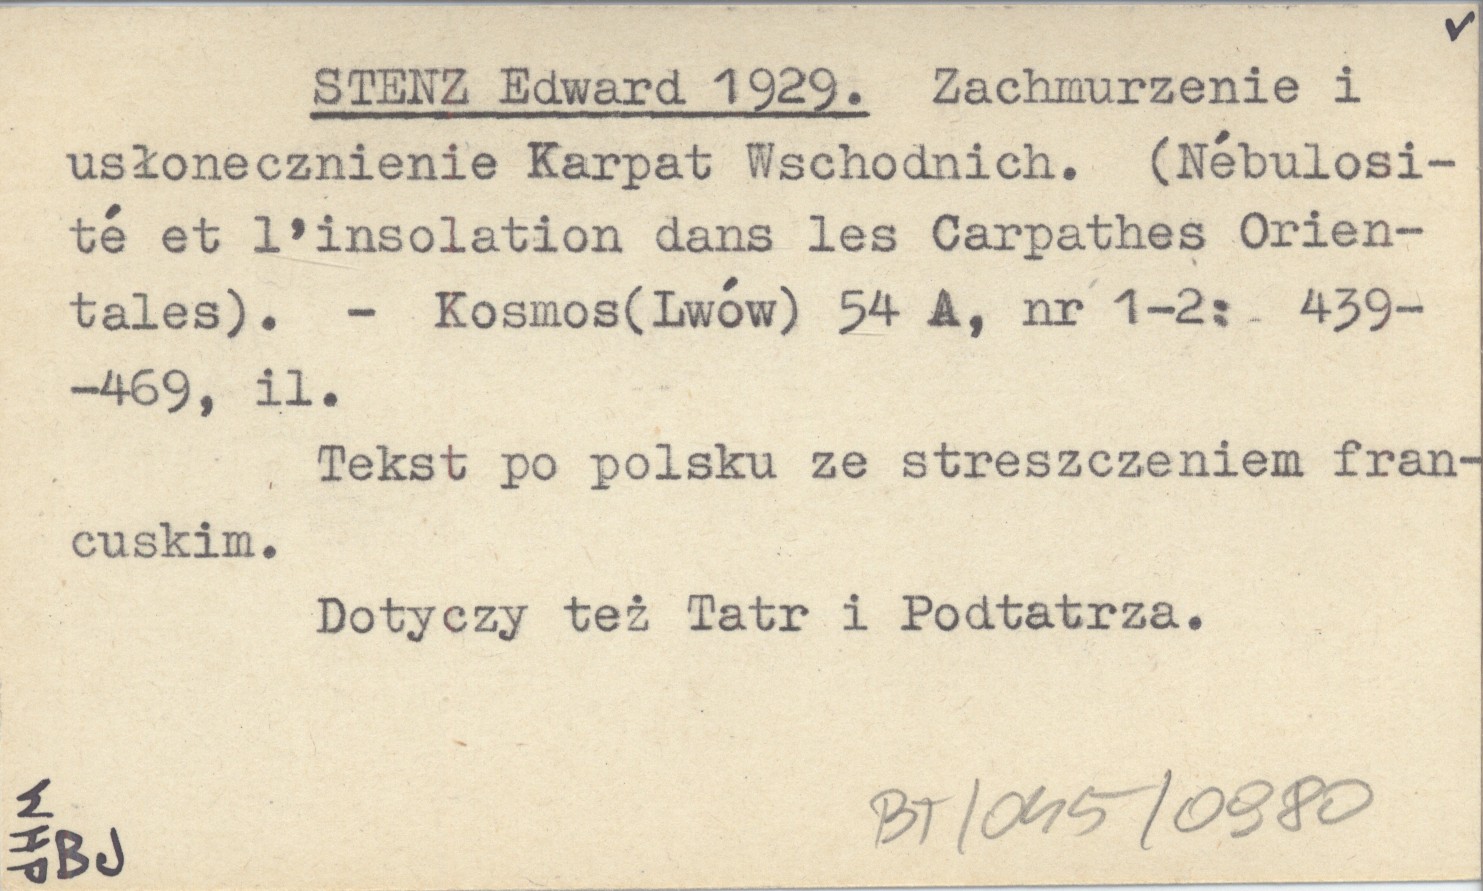 ✓
STENZ Edward 1929. Zachmurzenie i
usłonecznienie Karpat Wschodnich. (Nébulosi-
té et l'insolation dans les Carpathes Orien-
tales). - Kosmos(Lwów) 54 A, nr 1-2: 439-
-469, il.
Tekst po polsku ze streszczeniem fran-
cuskim.
Dotyczy też Tatr i Podtatrza.
BJ
BT/045/0980